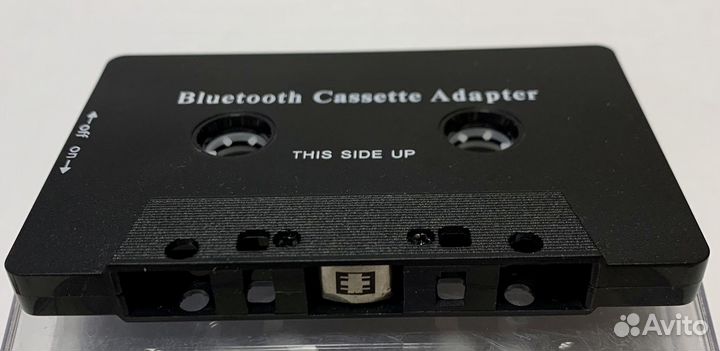 Bluetooth Cassette Adapter
THIS SIDE UP
←off on→
Avito